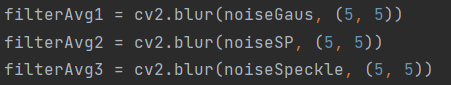 filterAvg1 = cv2.blur(noiseGaus, (5, 5))
filterAvg2 = cv2.blur(noiseSP, (5, 5))
filterAvg3 = cv2.blur(noiseSpeckle, (5, 5))